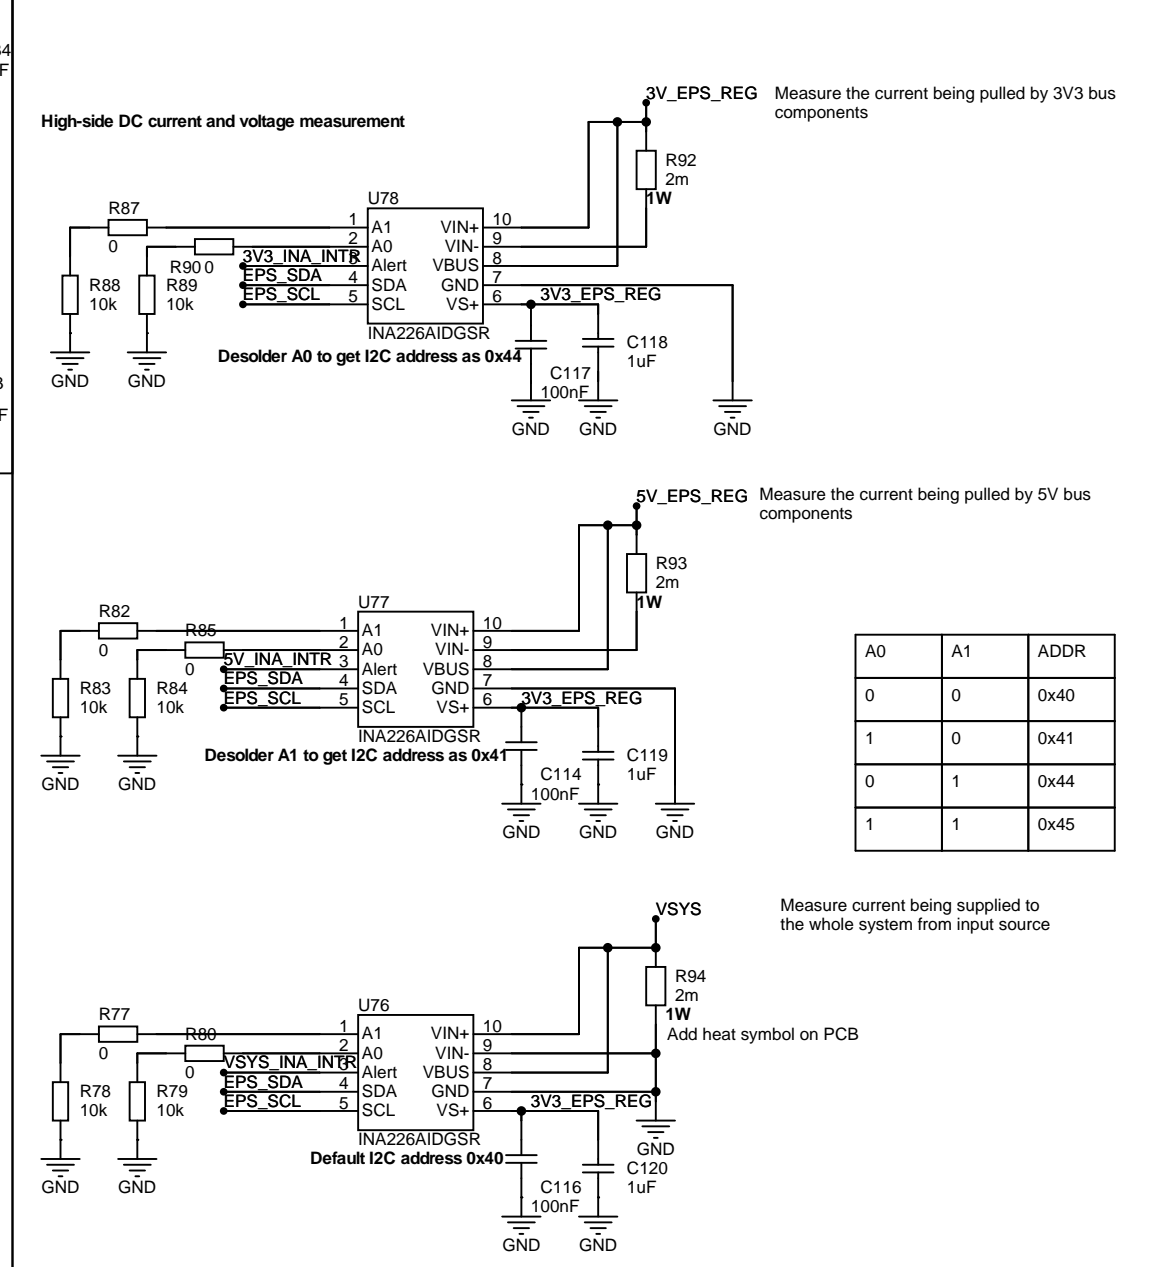 34
F
3
F
High-side DC current and voltage measurement
3V_EPS_REG
Measure the current being pulled by 3V3 bus
components
R92
2m
1W
U78
R87
0
R90
0
R88
10k
R89
10k
3V3_INA_INTR
EPS_SDA
EPS_SCL
1 A1 VIN+ 10
2 A0 VIN- 9
3 Alert VBUS 8
4 SDA GND 7
5 SCL VS+ 6
3V3_EPS_REG
INA226AIDGSR
Desolder A0 to get I2C address as 0x44
C118
1uF
C117
100nF
GND
GND
GND
GND
GND
5V_EPS_REG
Measure the current being pulled by 5V bus
components
R93
2m
1W
U77
R82
0
R85
0
R83
10k
R84
10k
5V_INA_INTR
EPS_SDA
EPS_SCL
1 A1 VIN+ 10
2 A0 VIN- 9
3 Alert VBUS 8
4 SDA GND 7
5 SCL VS+ 6
3V3_EPS_REG
INA226AIDGSR
Desolder A1 to get I2C address as 0x41
C119
1uF
C114
100nF
GND
GND
GND
GND
GND
A0 A1 ADDR
0 0 0x40
1 0 0x41
0 1 0x44
1 1 0x45
VSYS
Measure current being supplied to
the whole system from input source
R94
2m
1W
Add heat symbol on PCB
U76
R77
0
R80
0
R78
10k
R79
10k
VSYS_INA_INTR
EPS_SDA
EPS_SCL
1 A1 VIN+ 10
2 A0 VIN- 9
3 Alert VBUS 8
4 SDA GND 7
5 SCL VS+ 6
3V3_EPS_REG
INA226AIDGSR
Default I2C address 0x40
GND
C120
1uF
C116
100nF
GND
GND
GND
GND